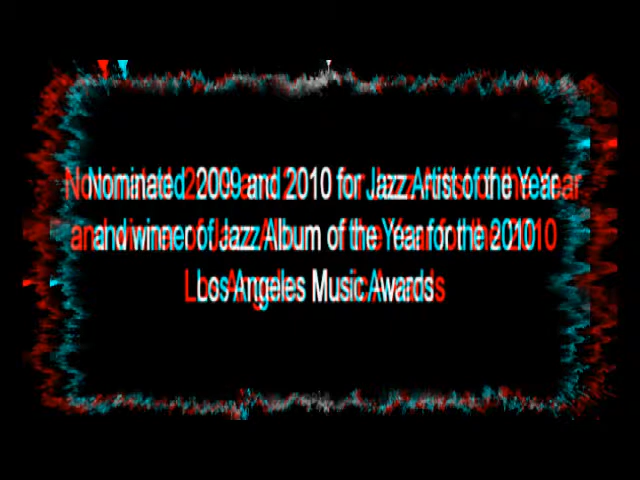 Nominated 2009 and 2010 for Jazz Artist of the Year
and winner of Jazz Album of the Year for the 2010
Los Angeles Music Awards